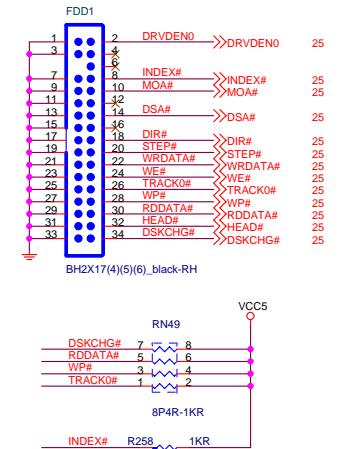 FDD1
1 2 DRVDEN0 DRVDEN0 25
3 4
6
7 8 INDEX# INDEX# 25
9 10 MOA# MOA# 25
11 12
13 14 DSA# DSA# 25
15 16
17 18 DIR# DIR# 25
19 20 STEP# STEP# 25
21 22 WRDATA# WRDATA# 25
23 24 WE# WE# 25
25 26 TRACK0# TRACK0# 25
27 28 WP# WP# 25
29 30 RDDATA# RDDATA# 25
31 32 HEAD# HEAD# 25
33 34 DSKCHG# DSKCHG# 25
BH2X17(4)(5)(6)_black-RH
VCC5
RN49
DSKCHG# 7 8
RDDATA# 5 6
WP# 3 4
TRACK0# 1 2
8P4R-1KR
INDEX# R258 1KR